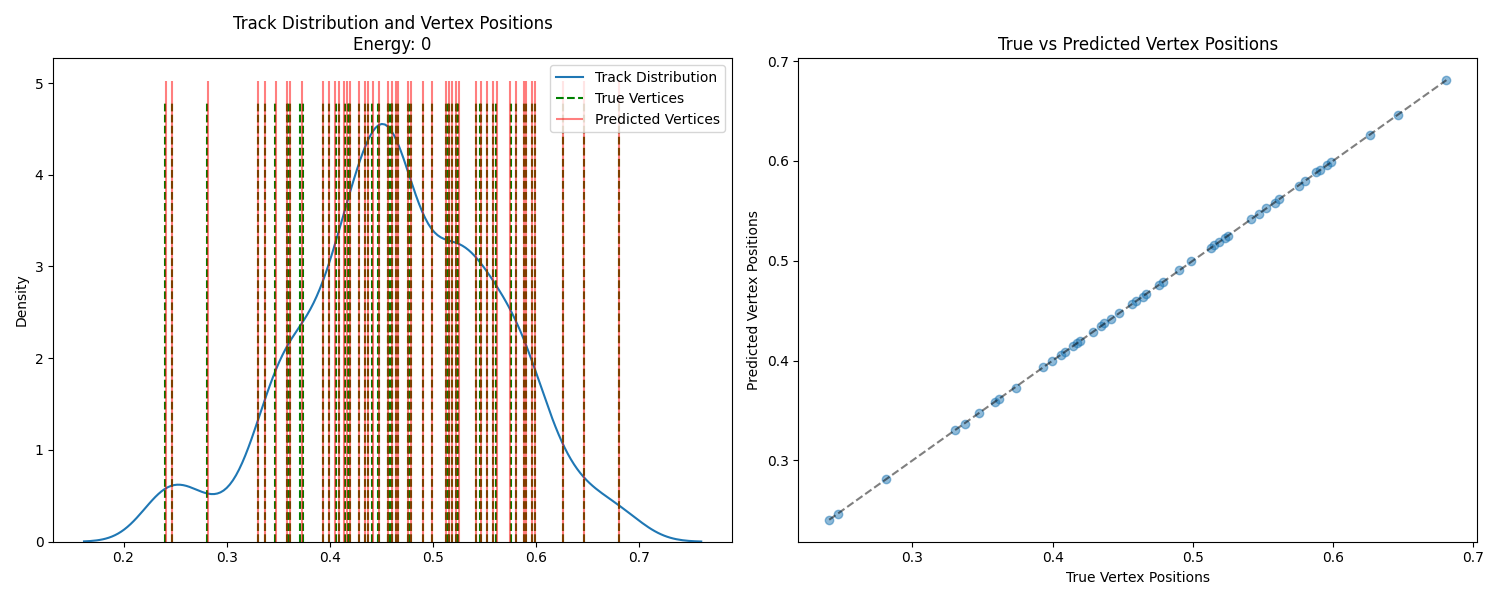 Track Distribution and Vertex Positions
Energy: 0
Density
5
4
3
2
1
0
0.2
0.3
0.4
0.5
0.6
0.7
Track Distribution
True Vertices
Predicted Vertices
True vs Predicted Vertex Positions
Predicted Vertex Positions
0.7
0.6
0.5
0.4
0.3
0.3
0.4
0.5
0.6
0.7
True Vertex Positions